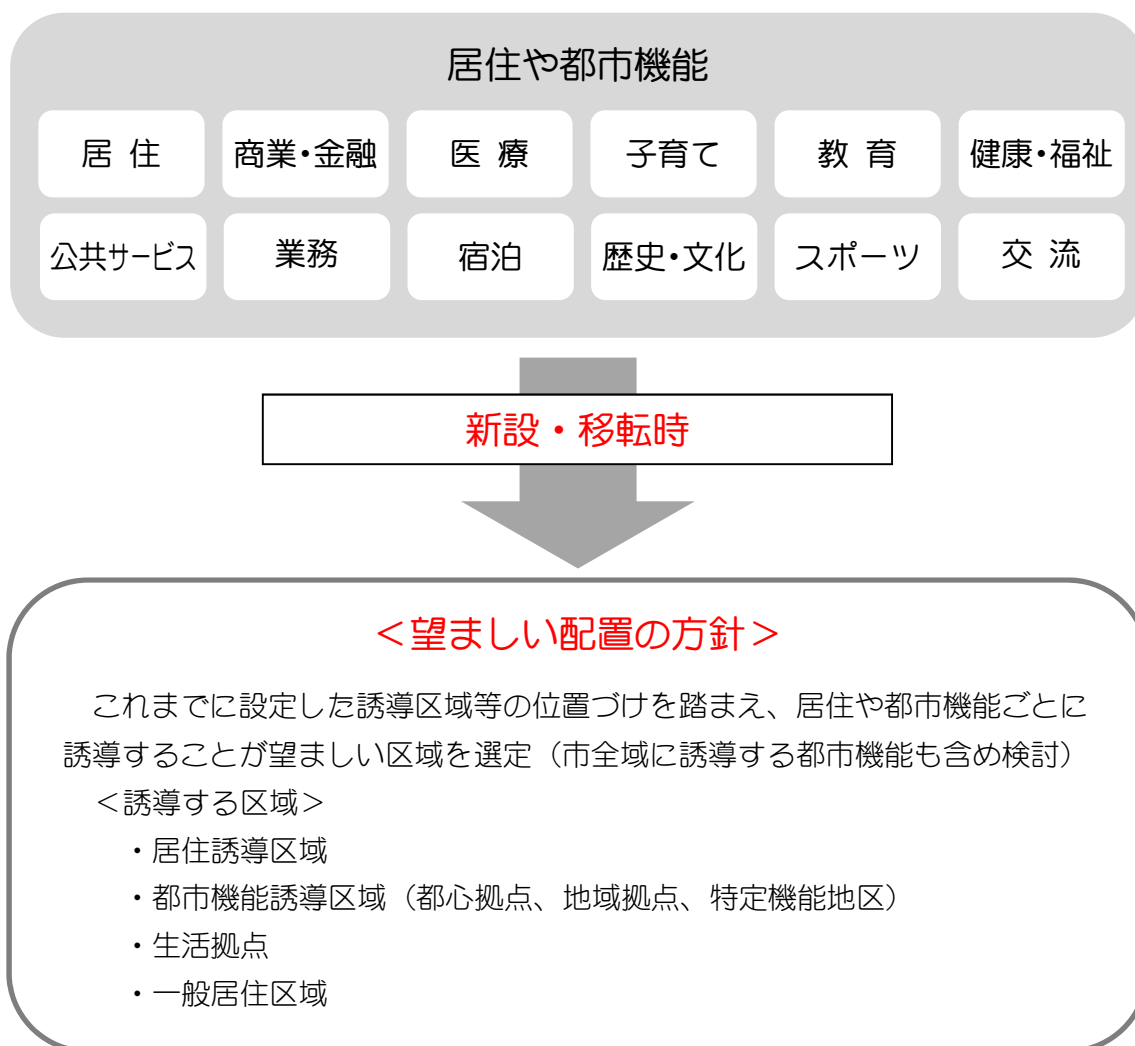 居住や都市機能
居 住 商業・金融 医 療 子育て 教 育 健康・福祉
公共サービス 業務 宿泊 歴史・文化 スポーツ 交 流
新設・移転時
＜望ましい配置の方針＞
これまでに設定した誘導区域等の位置づけを踏まえ、居住や都市機能ごとに
誘導することが望ましい区域を選定（市全域に誘導する都市機能も含め検討）
＜誘導する区域＞
・居住誘導区域
・都市機能誘導区域（都心拠点、地域拠点、特定機能地区）
・生活拠点
・一般居住区域